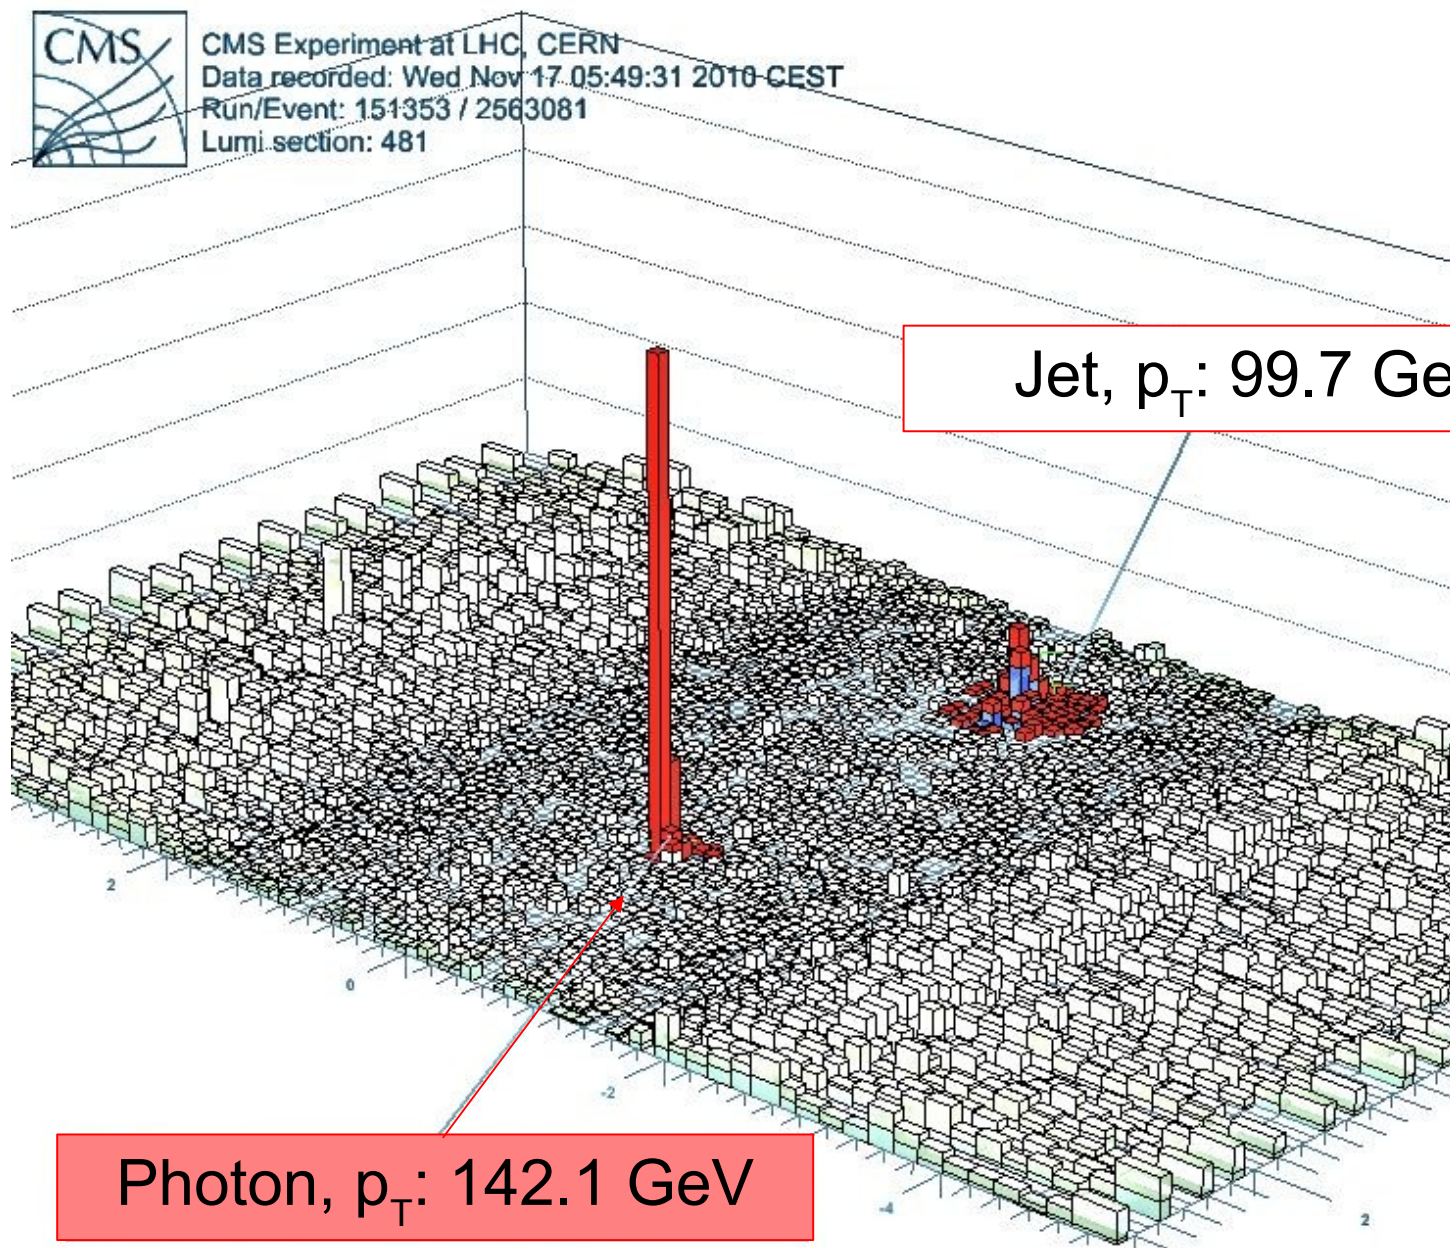 CMS
CMS Experiment at LHC, CERN
Data recorded: Wed Nov 17 05:49:31 2010 CEST
Run/Event: 151353 / 2563081
Lumi section: 481
Jet, pT: 99.7 Ge
2
0
-2
-4
2
Photon, pT: 142.1 GeV